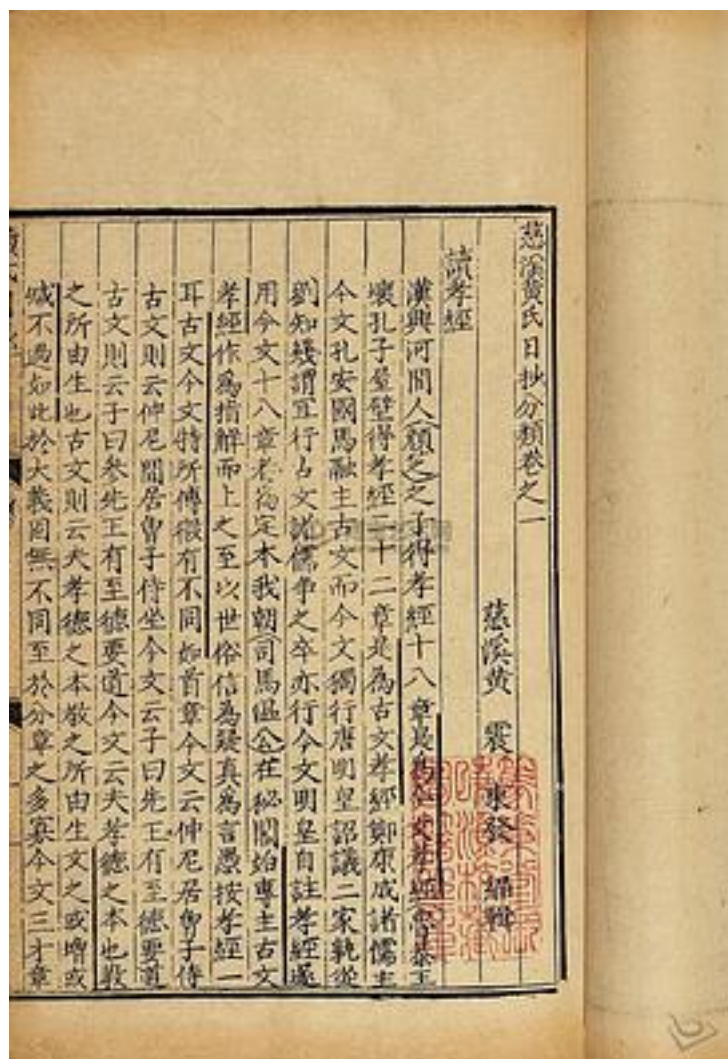 慈溪黃氏日抄分類卷之一
慈溪黃震東發編輯
讀孝經
漢興河間人顏芝之子得孝經十八章是為今文孝經魯恭王
壞孔子屋壁得孝經二十二章是為古文孝經鄭康成諸儒主
今文孔安國馬融主古文而今文獨行唐明皇詔議二家孰從
劉知幾謂宜行古文諸儒爭之卒亦行今文明皇自註孝經遂
用今文十八章者為定本我朝司馬温公在秘閣始專主古文
孝經作為指解而上之至以世俗信為疑真為言愚按孝經一
耳古文今文特所傳微有不同如首章今文云仲尼居曾子侍
古文則云仲尼閒居曾子侍坐今文云子曰先王有至德要道
古文則云子曰參先王有至德要道今文云夫孝德之本也教
之所由生也古文則云夫孝德之本教之所由生文之或增或
减不過如此於大義固無不同至於分章之多寡今文三才章